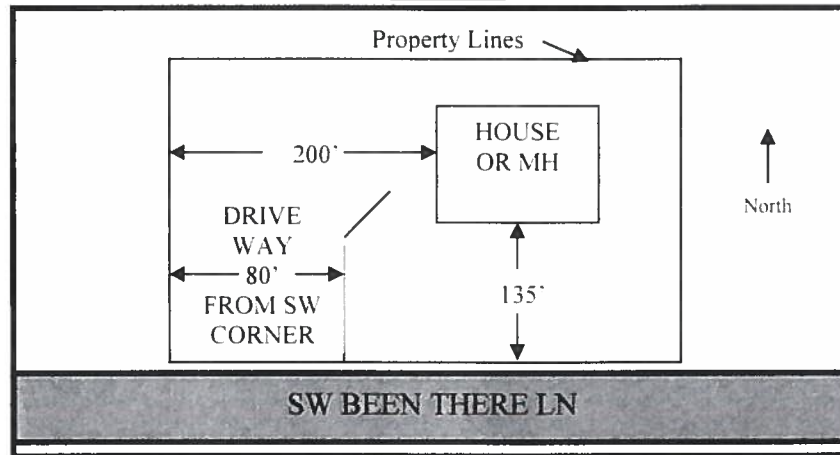 Property Lines
HOUSE
OR MH
200'
North
DRIVE
WAY
80'
FROM SW
CORNER
135'
SW BEEN THERE LN